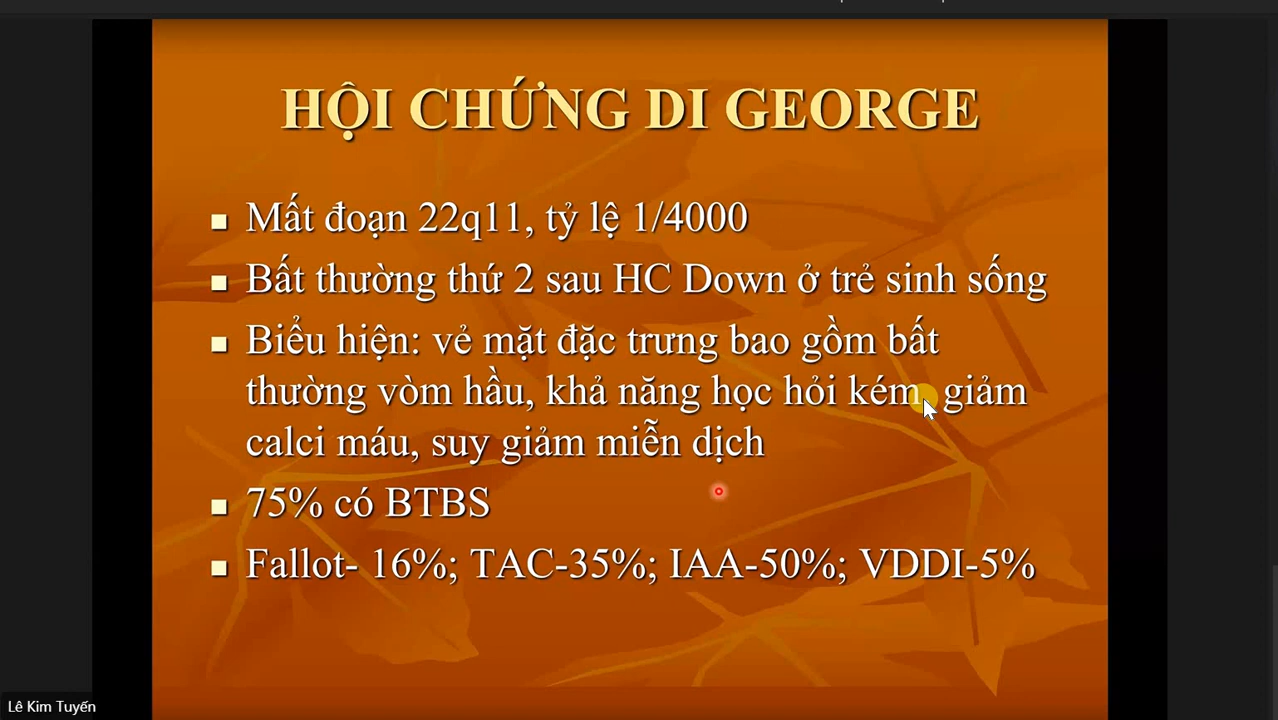 HỘI CHỨNG DI GEORGE
Mất đoạn 22q11, tỷ lệ 1/4000
Bất thường thứ 2 sau HC Down ở trẻ sinh sống
Biểu hiện: vẻ mặt đặc trưng bao gồm bất
thường vòm hầu, khả năng học hỏi kém, giảm
calci máu, suy giảm miễn dịch
75% có BTBS
Fallot- 16%; TAC-35%; IAA-50%; VDDI-5%
Lê Kim Tuyến